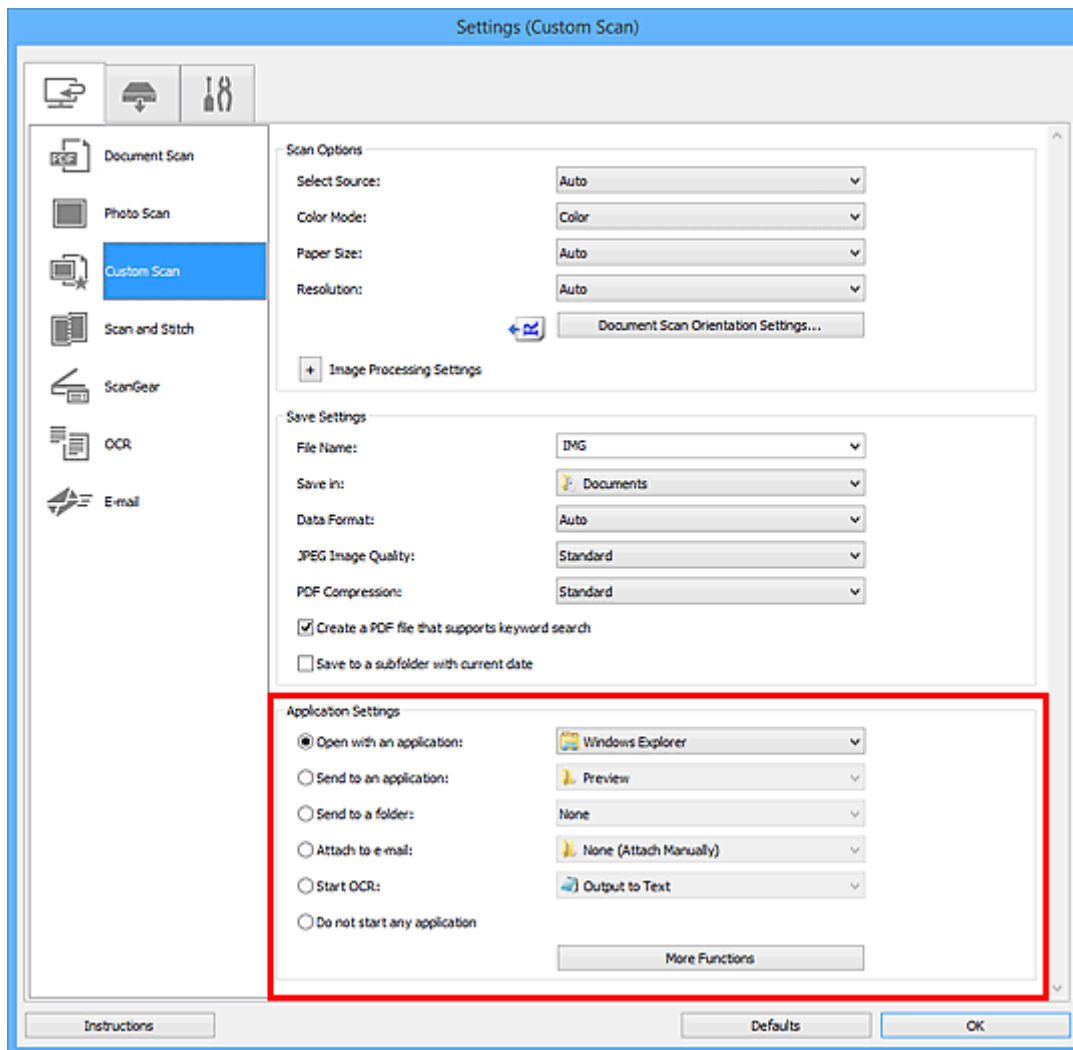 Settings (Custom Scan)
Document Scan
Photo Scan
Custom Scan
Scan and Stitch
ScanGear
OCR
E-mail
Scan Options
Select Source: Auto
Color Mode: Color
Paper Size: Auto
Resolution: Auto
Document Scan Orientation Settings...
+ Image Processing Settings
Save Settings
File Name: IMG
Save in: Documents
Data Format: Auto
JPEG Image Quality: Standard
PDF Compression: Standard
Create a PDF file that supports keyword search
Save to a subfolder with current date
Application Settings
Open with an application: Windows Explorer
Send to an application: Preview
Send to a folder: None
Attach to e-mail: None (Attach Manually)
Start OCR: Output to Text
Do not start any application
More Functions
Instructions Defaults OK